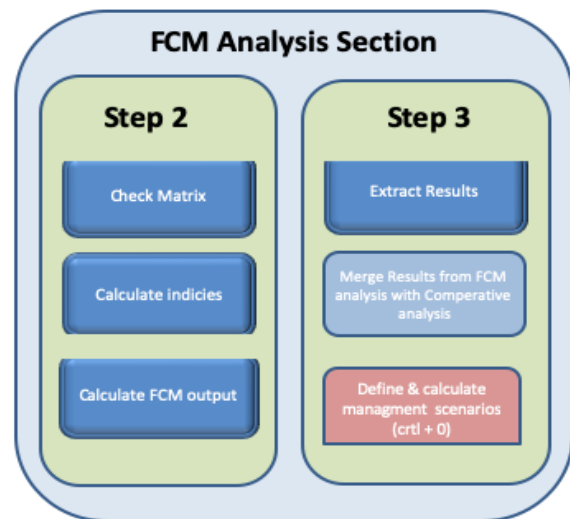 FCM Analysis Section
Step 2
Check Matrix
Calculate indicies
Calculate FCM output
Step 3
Extract Results
Merge Results from FCM
analysis with Comperative
analysis
Define & calculate
managment scenarios
(crtl + 0)